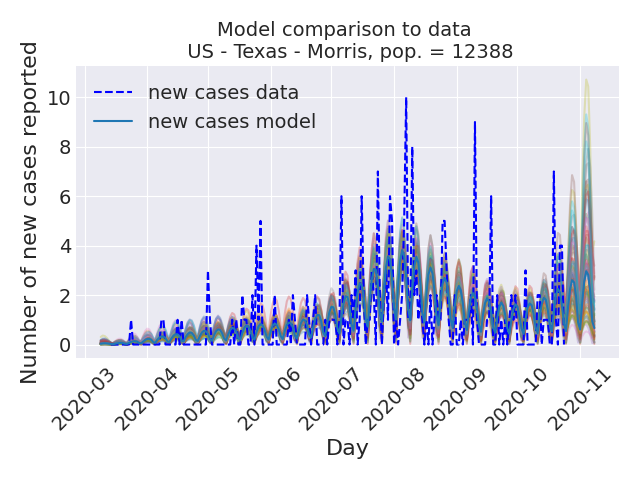 Model comparison to data
US - Texas - Morris, pop. = 12388
Number of new cases reported
10
8
6
4
2
0
new cases data
new cases model
2020-03
2020-04
2020-05
2020-06
2020-07
2020-08
2020-09
2020-10
2020-11
Day